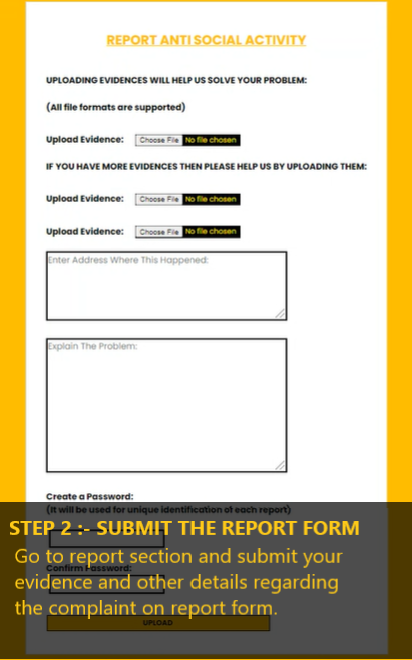 REPORT ANTI SOCIAL ACTIVITY
UPLOADING EVIDENCES WILL HELP US SOLVE YOUR PROBLEM:
(All file formats are supported)
Upload Evidence: Choose File No file chosen
IF YOU HAVE MORE EVIDENCES THEN PLEASE HELP US BY UPLOADING THEM:
Upload Evidence: Choose File No file chosen
Upload Evidence: Choose File No file chosen
Enter Address Where This Happened:
Explain The Problem:
Create a Password:
(It will be used for unique identification of each report)
STEP 2 :- SUBMIT THE REPORT FORM
Go to report section and submit your
Confirm Password:
evidence and other details regarding
the complaint on report form.
UPLOAD